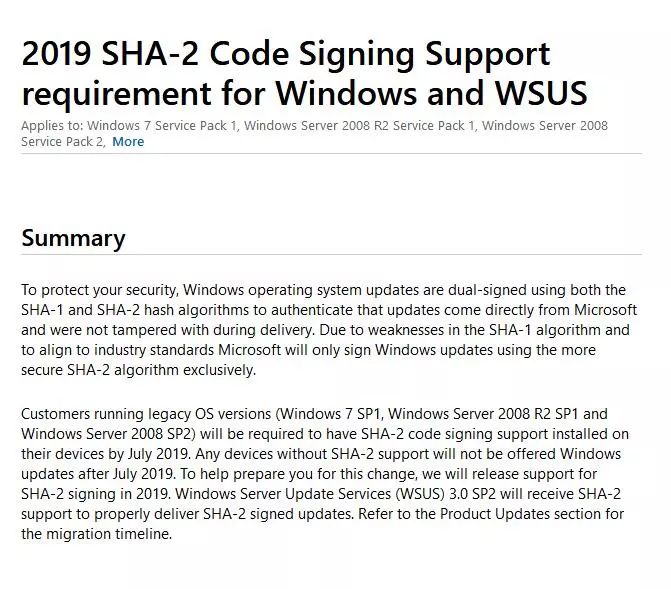 2019 SHA-2 Code Signing Support
requirement for Windows and WSUS
Applies to: Windows 7 Service Pack 1, Windows Server 2008 R2 Service Pack 1, Windows Server 2008
Service Pack 2, More
Summary
To protect your security, Windows operating system updates are dual-signed using both the
SHA-1 and SHA-2 hash algorithms to authenticate that updates come directly from Microsoft
and were not tampered with during delivery. Due to weaknesses in the SHA-1 algorithm and
to align to industry standards Microsoft will only sign Windows updates using the more
secure SHA-2 algorithm exclusively.
Customers running legacy OS versions (Windows 7 SP1, Windows Server 2008 R2 SP1 and
Windows Server 2008 SP2) will be required to have SHA-2 code signing support installed on
their devices by July 2019. Any devices without SHA-2 support will not be offered Windows
updates after July 2019. To help prepare you for this change, we will release support for
SHA-2 signing in 2019. Windows Server Update Services (WSUS) 3.0 SP2 will receive SHA-2
support to properly deliver SHA-2 signed updates. Refer to the Product Updates section for
the migration timeline.